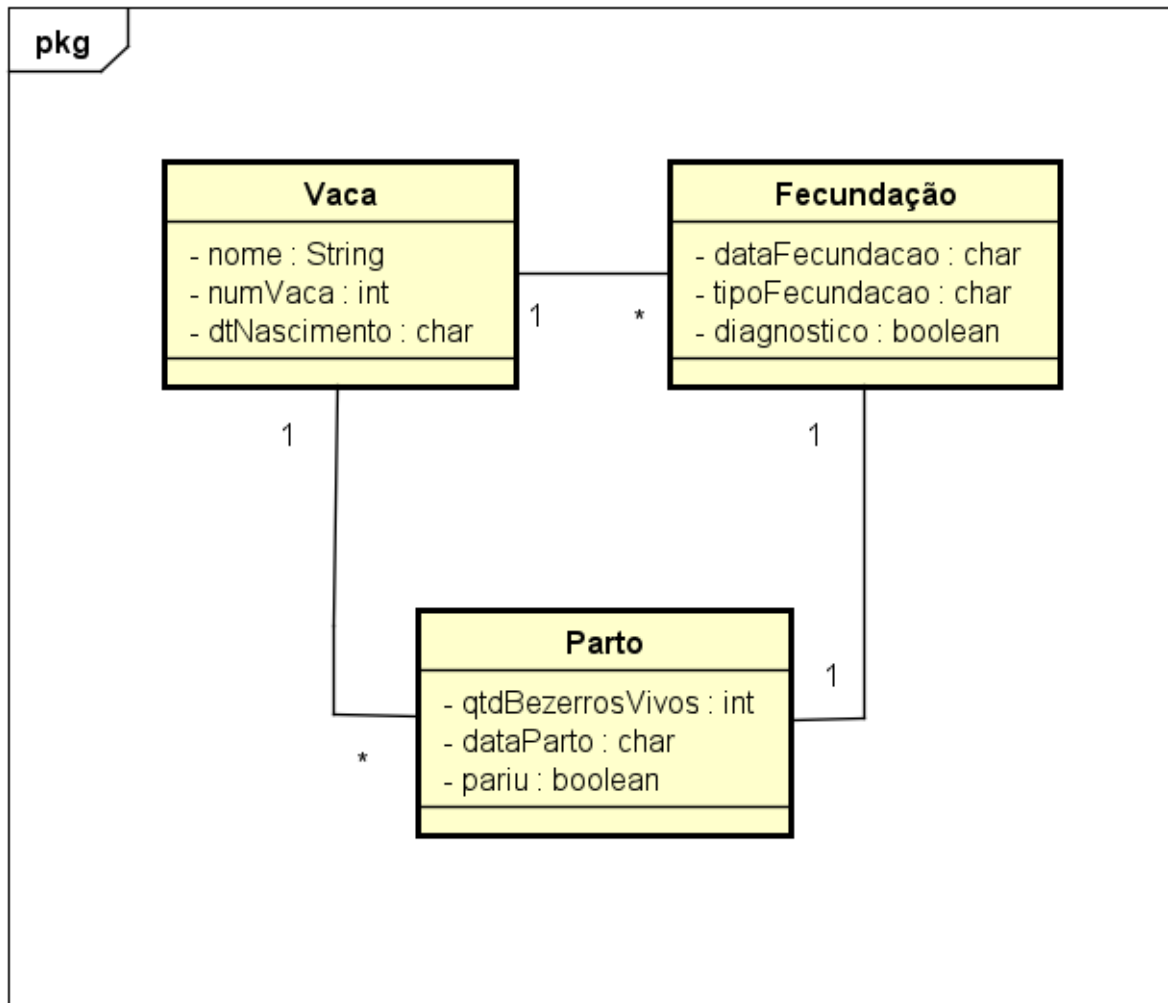 pkg
Vaca
- nome : String
- numVaca : int
- dtNascimento : char
Fecundação
- dataFecundacao : char
- tipoFecundacao : char
- diagnostico : boolean
1
*
1
1
Parto
- qtdBezerrosVivos : int
- dataParto : char
- pariu : boolean
1
*